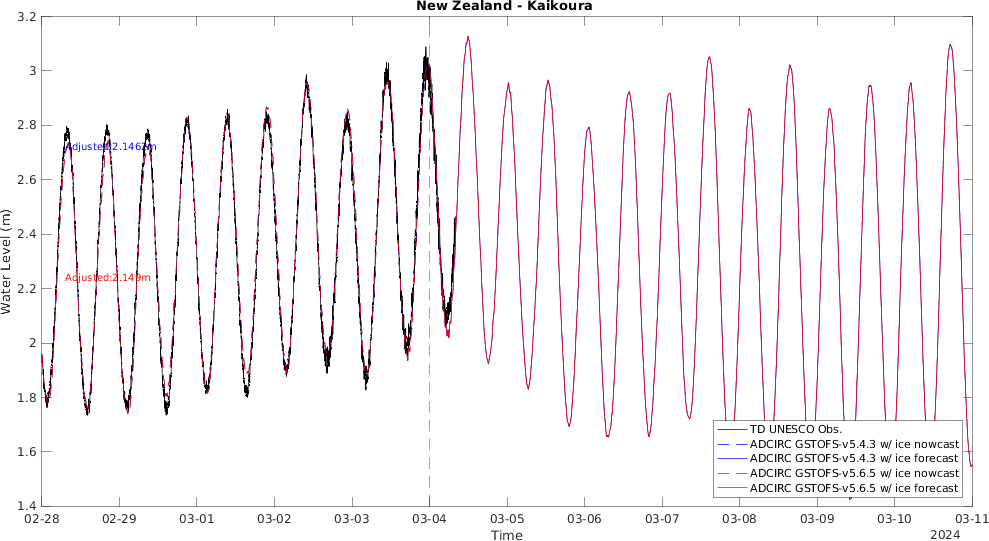 New Zealand - Kaikoura
3.2
3
2.8
2.6
2.4
2.2
2
1.8
1.6
1.4
Water Level (m)
Adjusted:2.1462m
Adjusted:2.149m
TD UNESCO Obs.
ADCIRC GSTOFS-v5.4.3 w/ ice nowcast
ADCIRC GSTOFS-v5.4.3 w/ ice forecast
ADCIRC GSTOFS-v5.6.5 w/ ice nowcast
ADCIRC GSTOFS-v5.6.5 w/ ice forecast
02-28 02-29 03-01 03-02 03-03 03-04 03-05 03-06 03-07 03-08 03-09 03-10 03-11
Time
2024